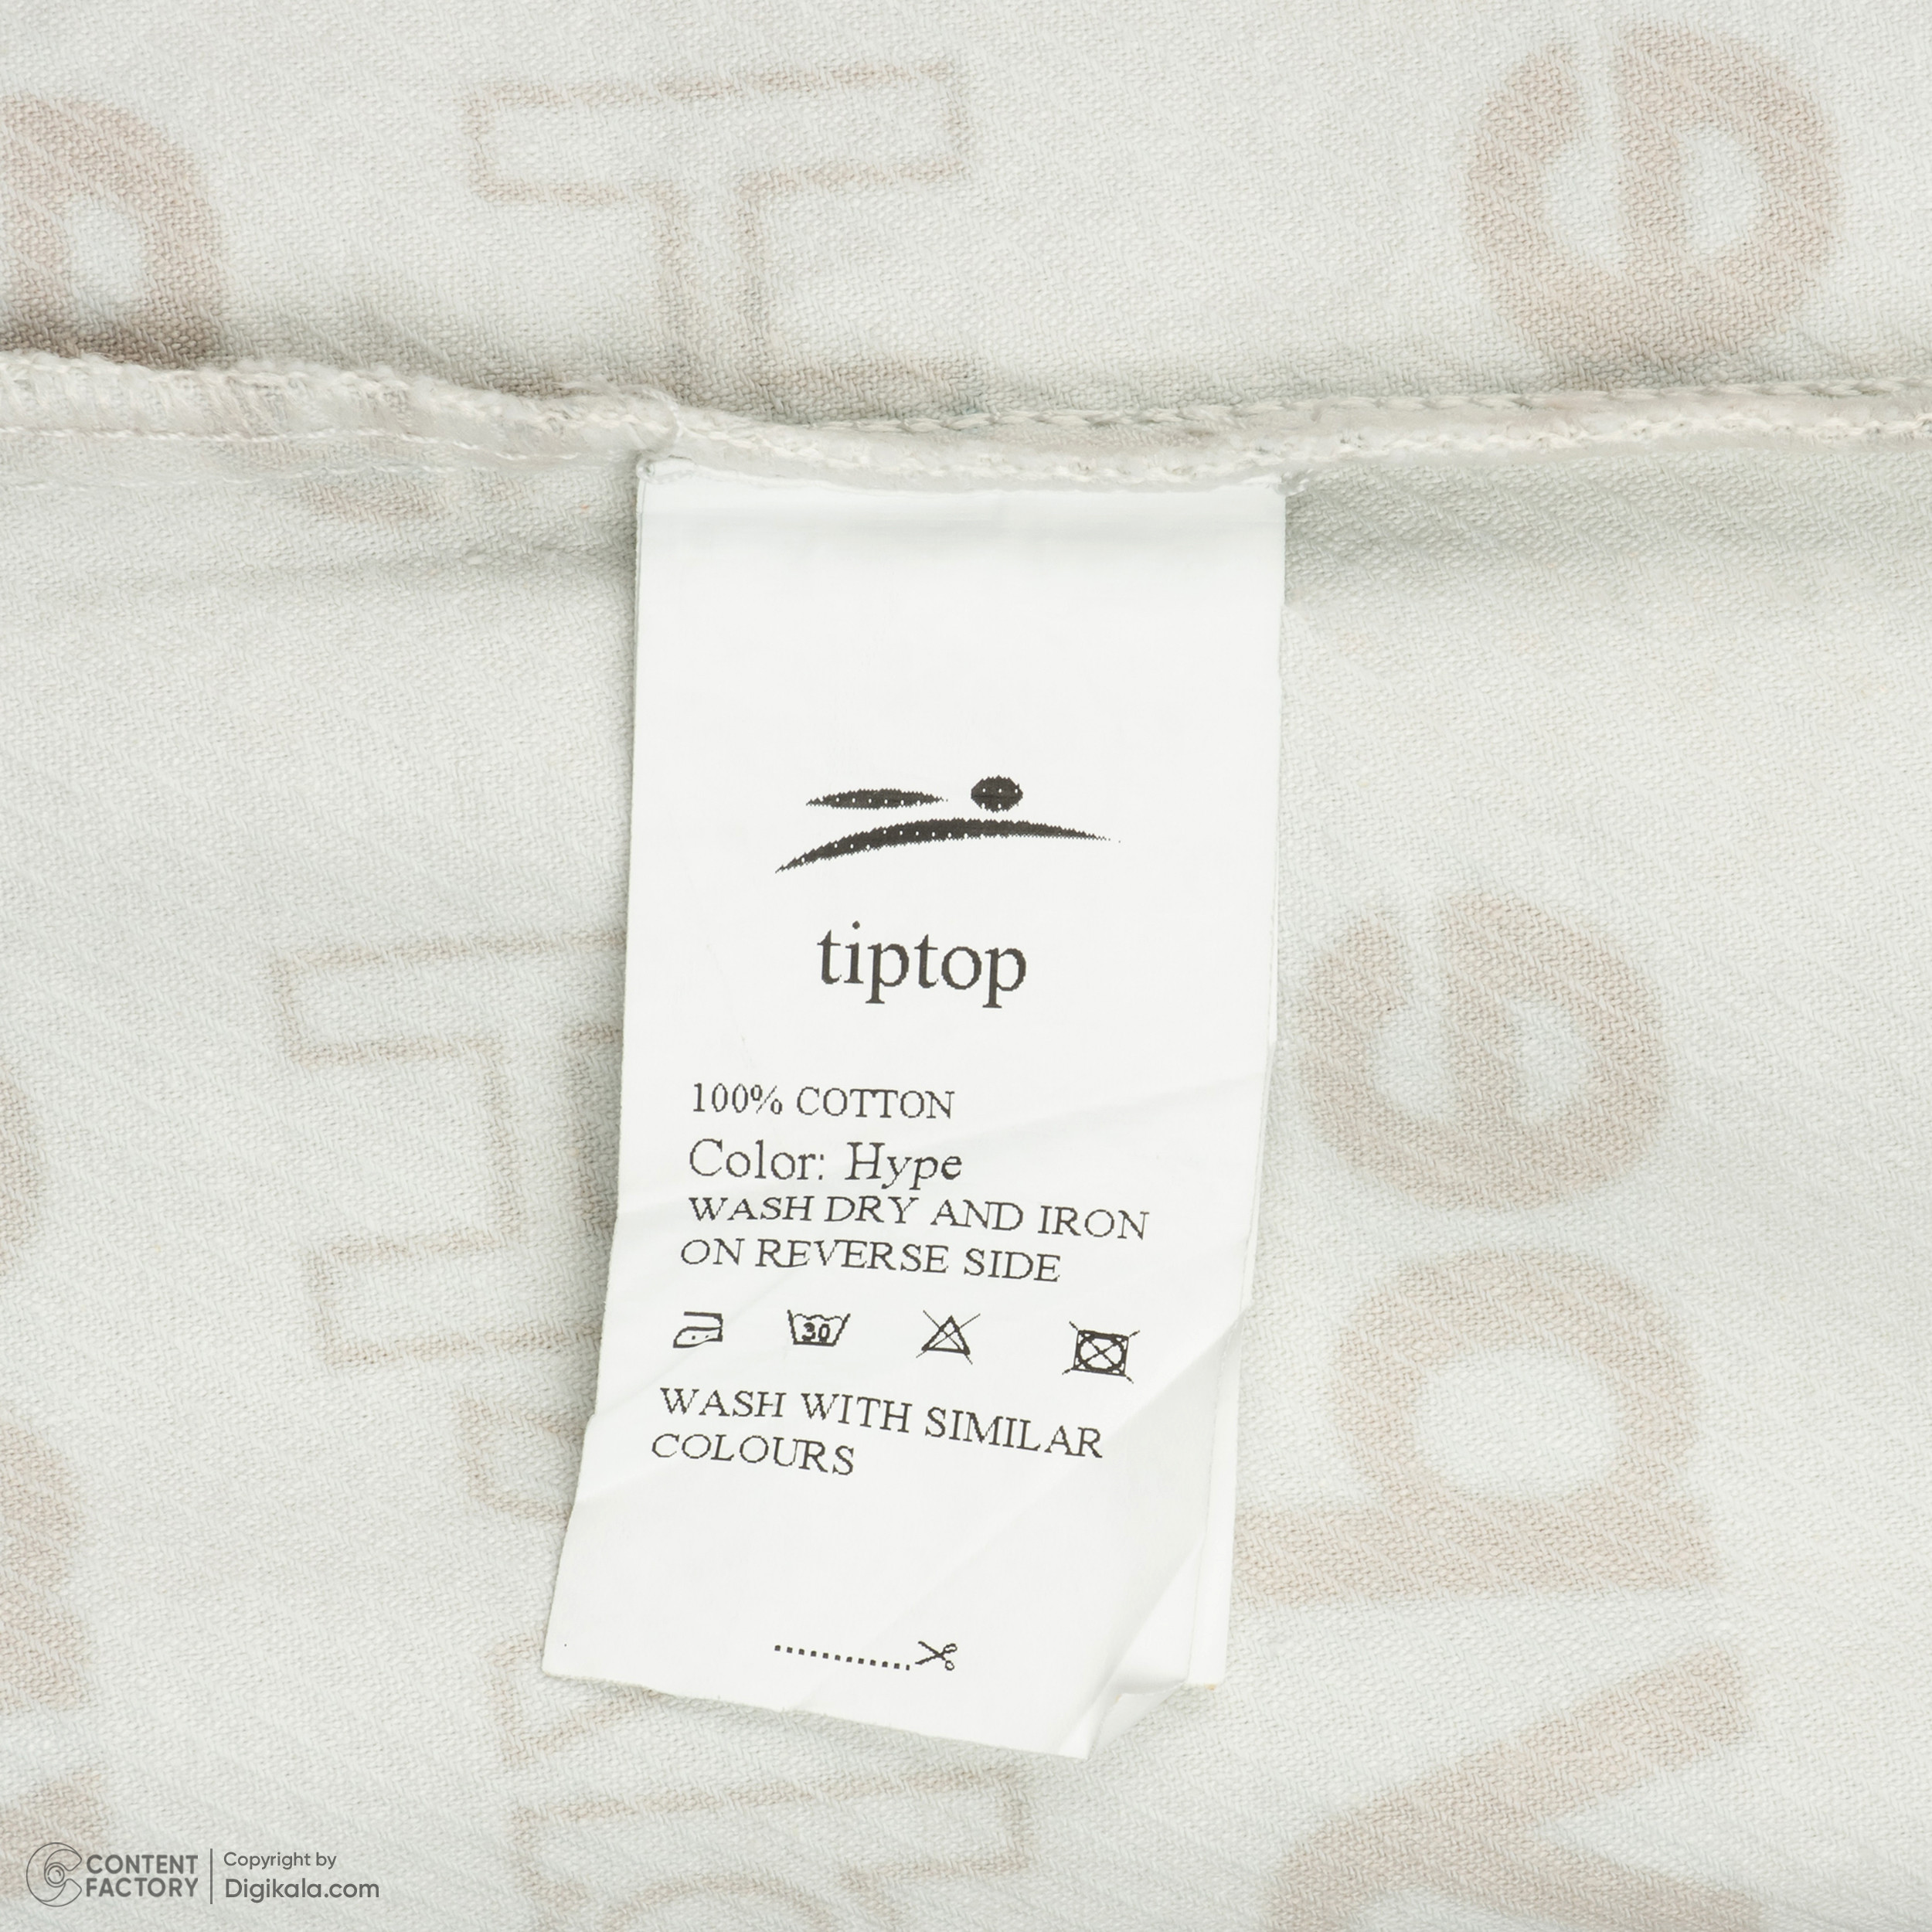 tiptop
100% COTTON
Color: Hype
WASH DRY AND IRON
ON REVERSE SIDE
30
WASH WITH SIMILAR
COLOURS
CONTENT
FACTORY
Copyright by
Digikala.com